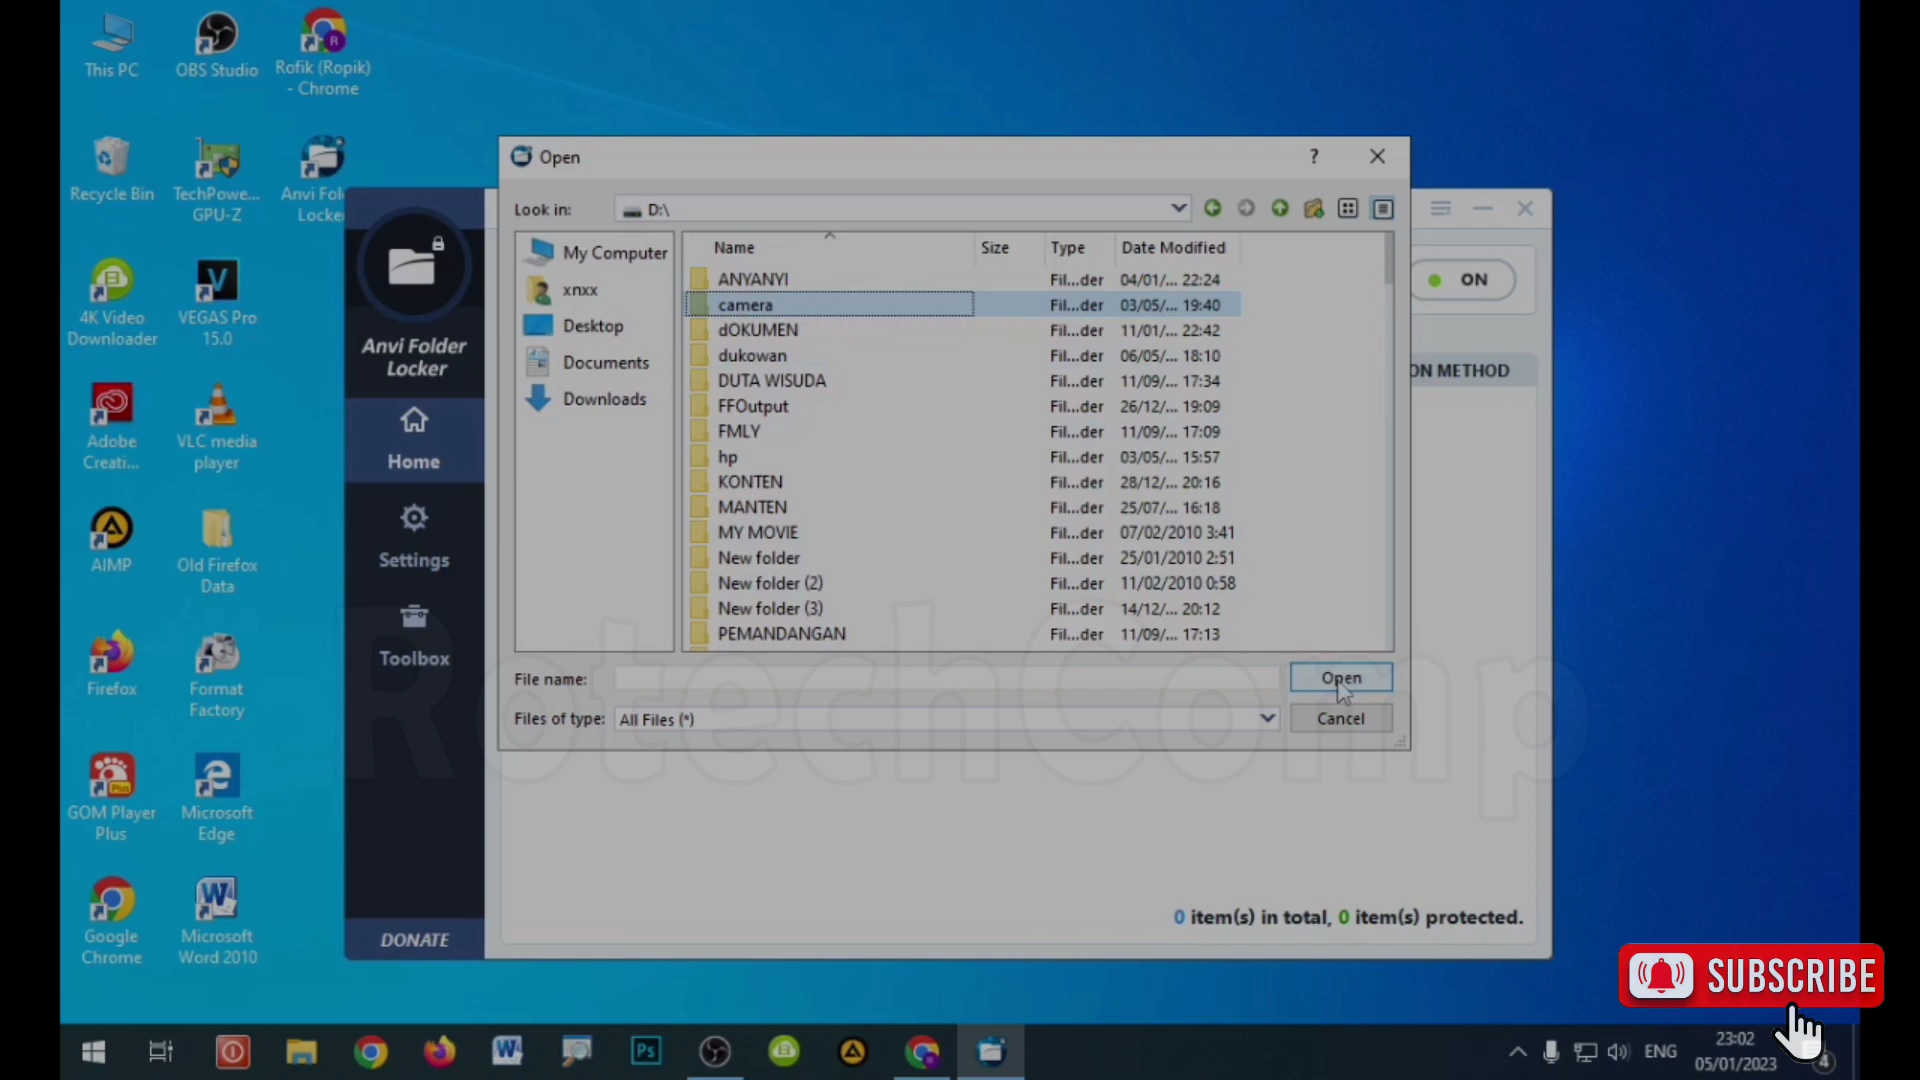 This PC
OBS Studio
Rofik (Ropik)
- Chrome
Recycle Bin
TechPowe...
GPU-Z
Anvi Fol
Locke
4K Video
Downloader
VEGAS Pro
15.0
Adobe
Creati...
VLC media
player
AIMP
Old Firefox
Data
Firefox
Format
Factory
GOM Player
Plus
Microsoft
Edge
Google
Chrome
Microsoft
Word 2010
Anvi Folder
Locker
Home
Settings
Toolbox
DONATE
Open
?
Look in:
D:\
My Computer
xnxx
Desktop
Documents
Downloads
Name Size Type Date Modified
ANYANYI Fil...der 04/01/... 22:24
camera Fil...der 03/05/... 19:40
dOKUMEN Fil...der 11/01/... 22:42
dukowan Fil...der 06/05/... 18:10
DUTA WISUDA Fil...der 11/09/... 17:34
FFOutput Fil...der 26/12/... 19:09
FMLY Fil...der 11/09/... 17:09
hp Fil...der 03/05/... 15:57
KONTEN Fil...der 28/12/... 20:16
MANTEN Fil...der 25/07/... 16:18
MY MOVIE Fil...der 07/02/2010 3:41
New folder Fil...der 25/01/2010 2:51
New folder (2) Fil...der 11/02/2010 0:58
New folder (3) Fil...der 14/12/... 20:12
PEMANDANGAN Fil...der 11/09/... 17:13
File name:
Open
Files of type: All Files (*)
Cancel
ON
ON METHOD
RotechComp
0 item(s) in total, 0 item(s) protected.
SUBSCRIBE
Ps
ENG
23:02
05/01/2023
4